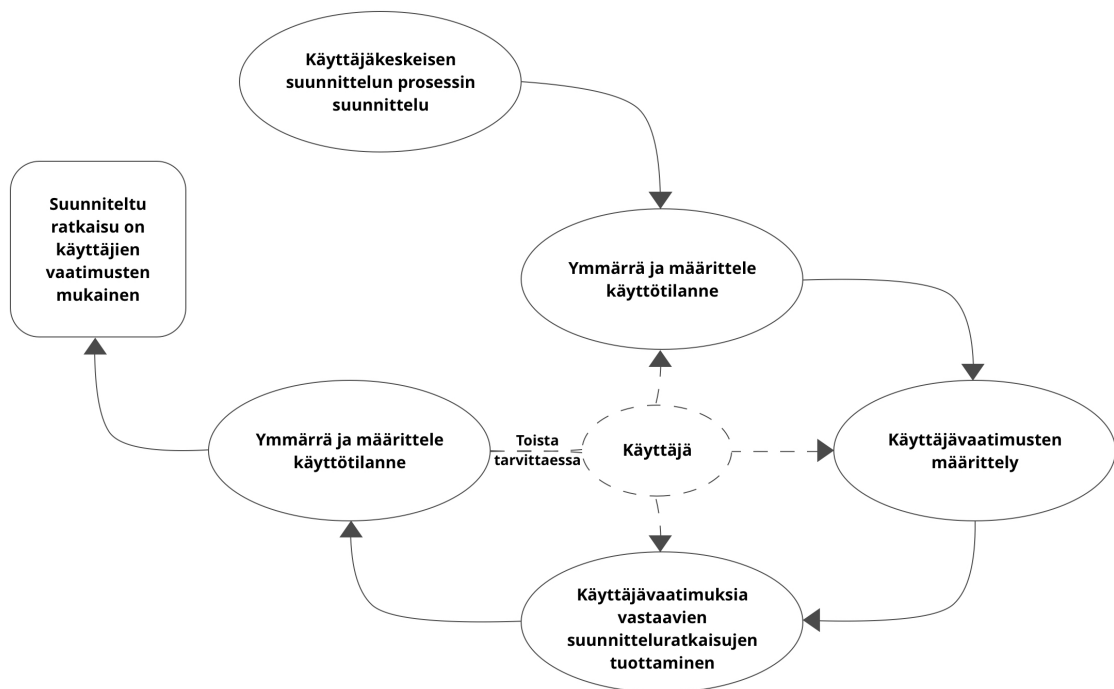 Käyttäjäkeskeisen
suunnittelun prosessin
suunnittelu
Suunniteltu
ratkaisu on
käyttäjien
vaatimusten
mukainen
Ymmärrä ja määrittele
käyttötilanne
Ymmärrä ja määrittele
käyttötilanne
Toista
tarvittaessa
Käyttäjä
Käyttäjävaatimusten
määrittely
Käyttäjävaatimuksia
vastaavien
suunnitteluratkaisujen
tuottaminen